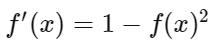 f′(x) = 1 − f(x)²